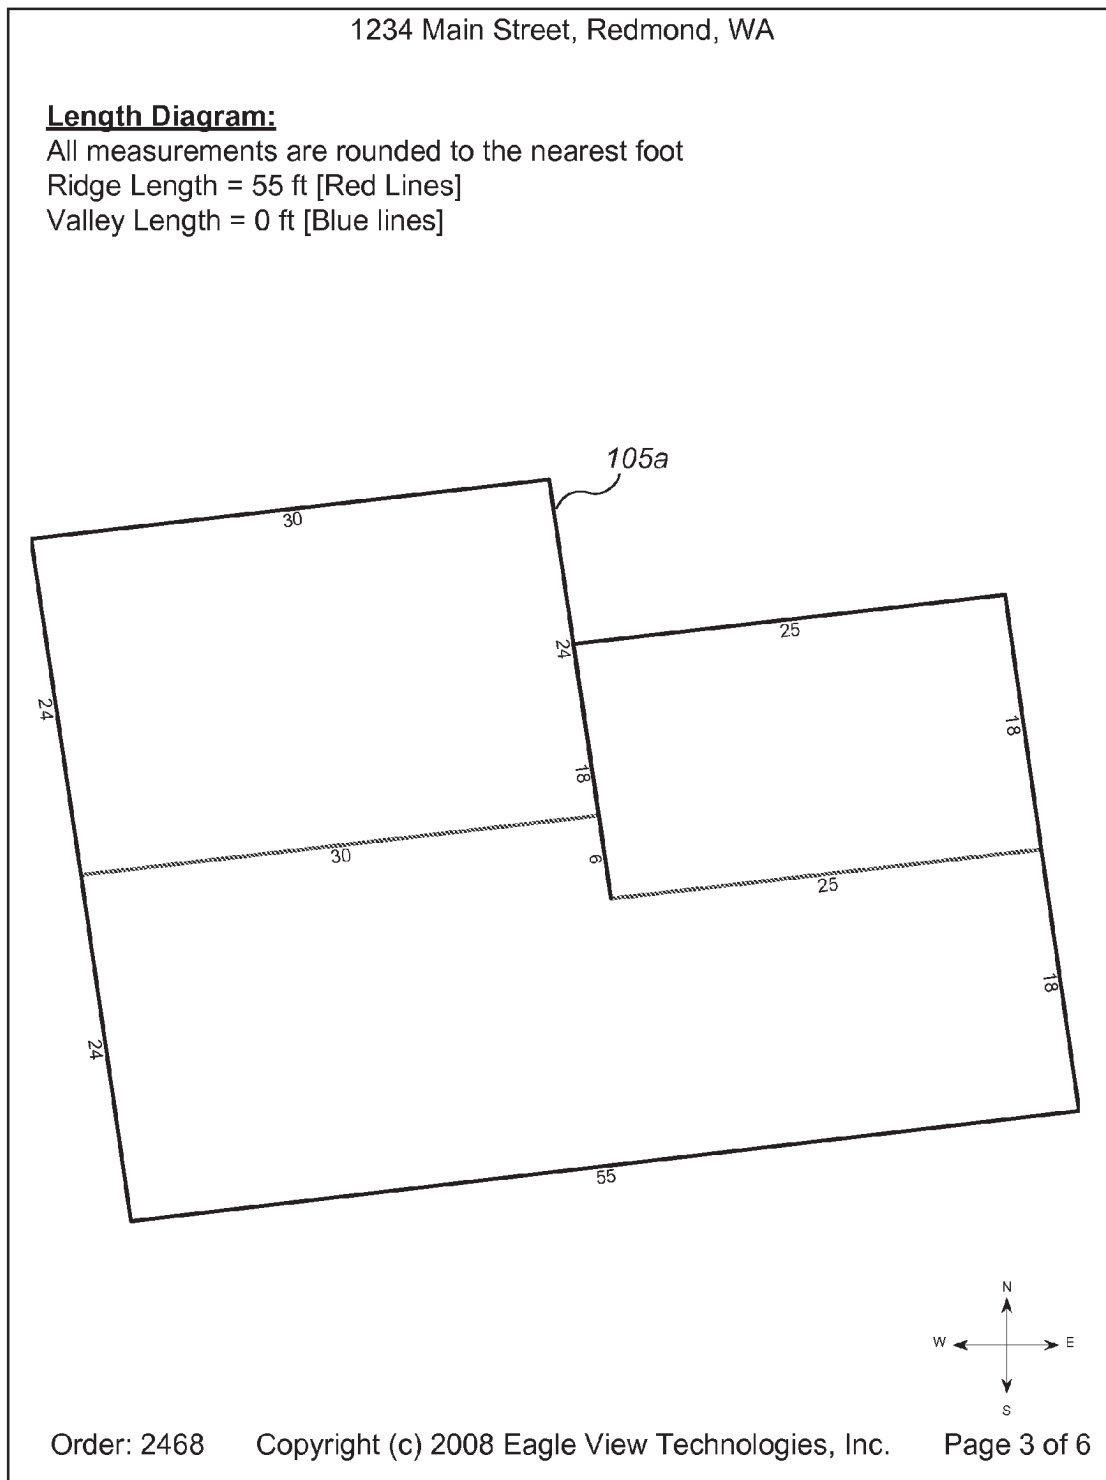 1234 Main Street, Redmond, WA
Length Diagram:
All measurements are rounded to the nearest foot
Ridge Length = 55 ft [Red Lines]
Valley Length = 0 ft [Blue lines]
105a
30
25
24
24
18
18
30
6
25
18
24
55
N
W E
S
Order: 2468 Copyright (c) 2008 Eagle View Technologies, Inc. Page 3 of 6